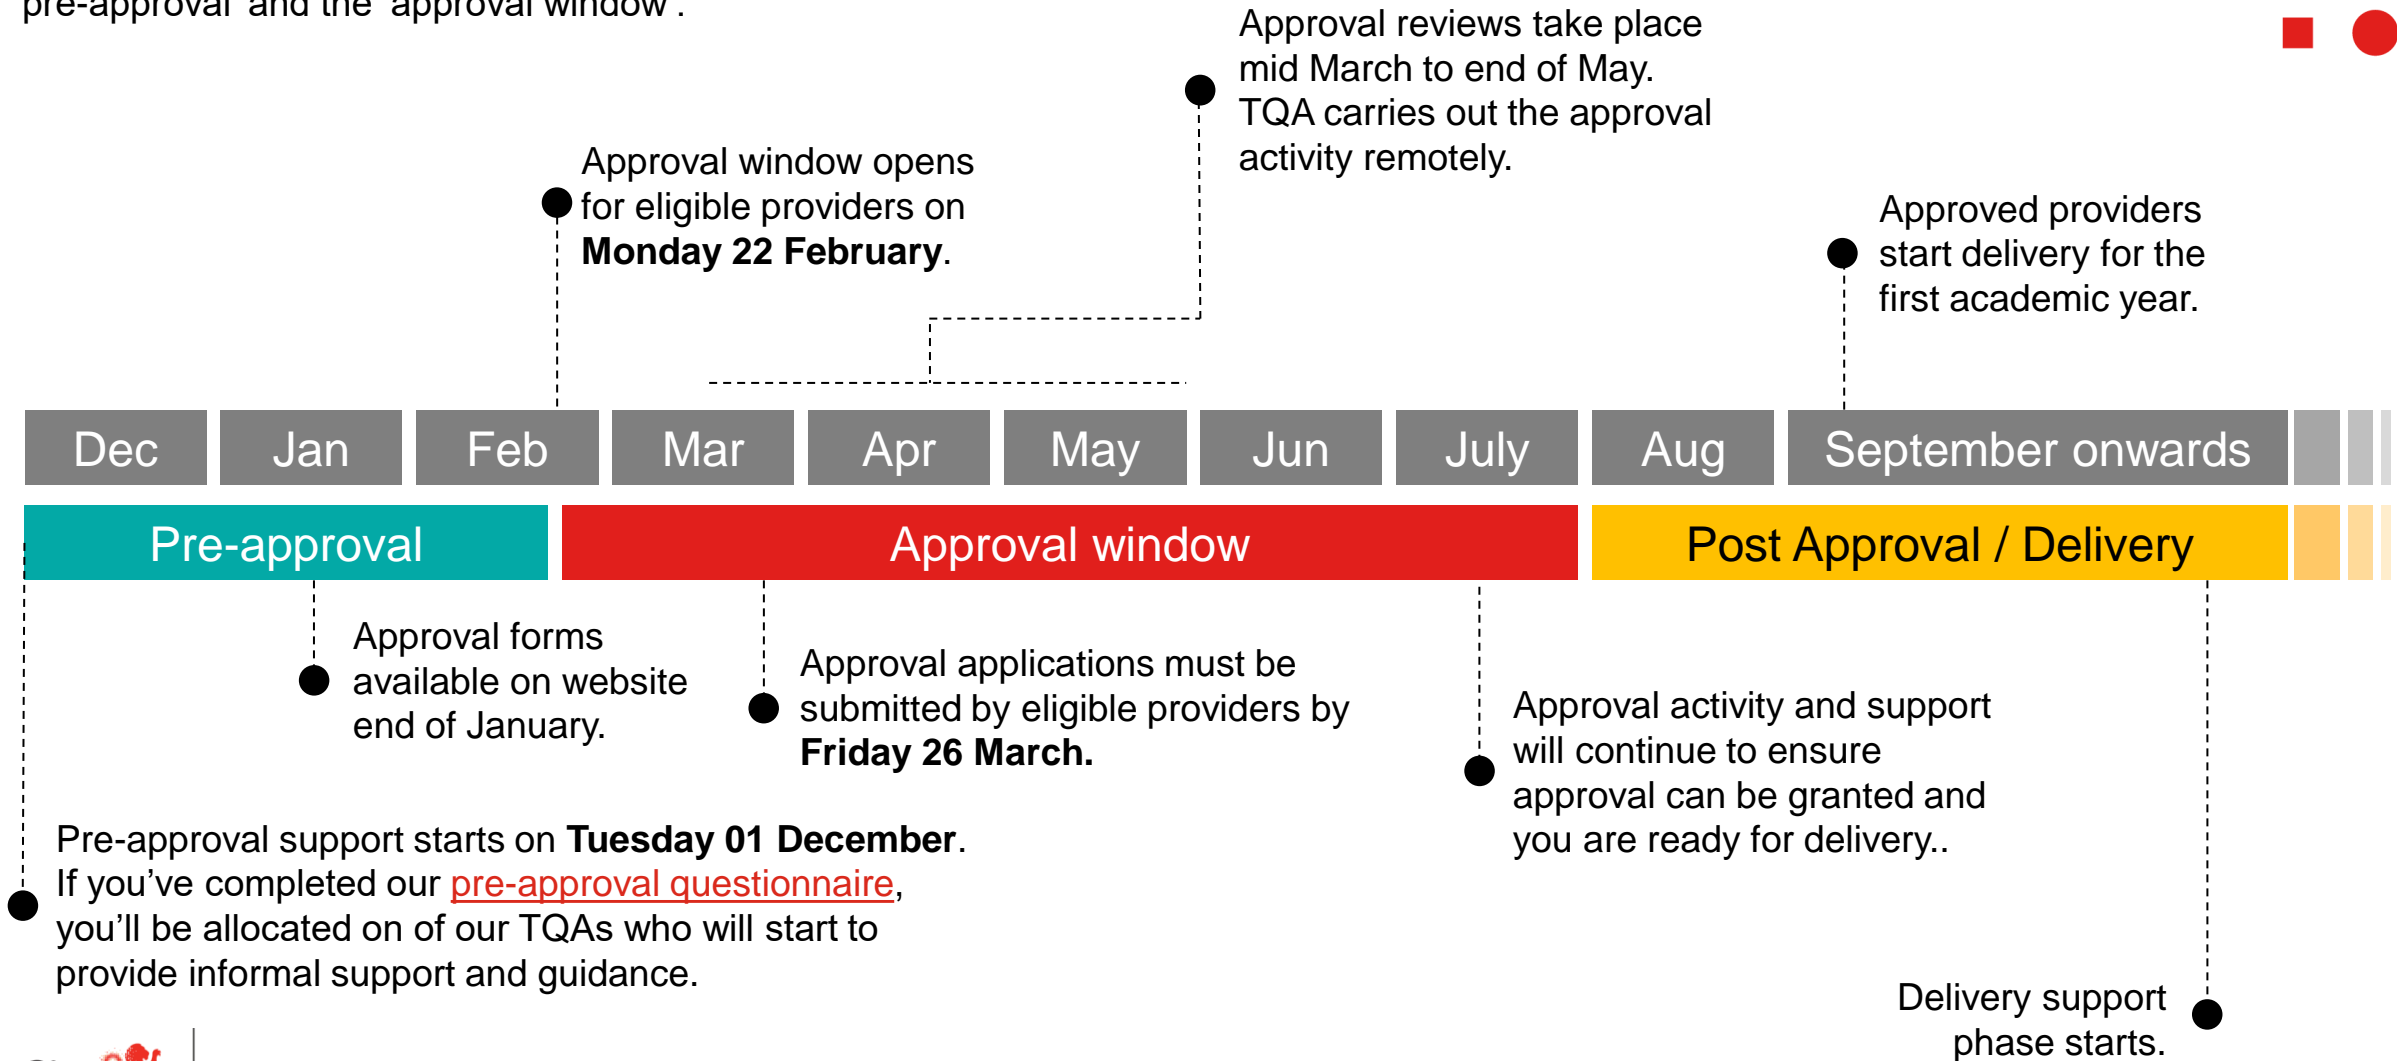 pre-approval' and the 'approval window'.
Approval reviews take place
mid March to end of May.
TQA carries out the approval
activity remotely.
Approval window opens
for eligible providers on
Monday 22 February.
Approved providers
start delivery for the
first academic year.
Dec Jan Feb Mar Apr May Jun July Aug September onwards
Pre-approval Approval window Post Approval / Delivery
Approval forms
available on website
end of January.
Approval applications must be
submitted by eligible providers by
Friday 26 March.
Approval activity and support
will continue to ensure
approval can be granted and
you are ready for delivery..
Pre-approval support starts on Tuesday 01 December.
If you've completed our pre-approval questionnaire,
you'll be allocated on of our TQAs who will start to
provide informal support and guidance.
Delivery support
phase starts.